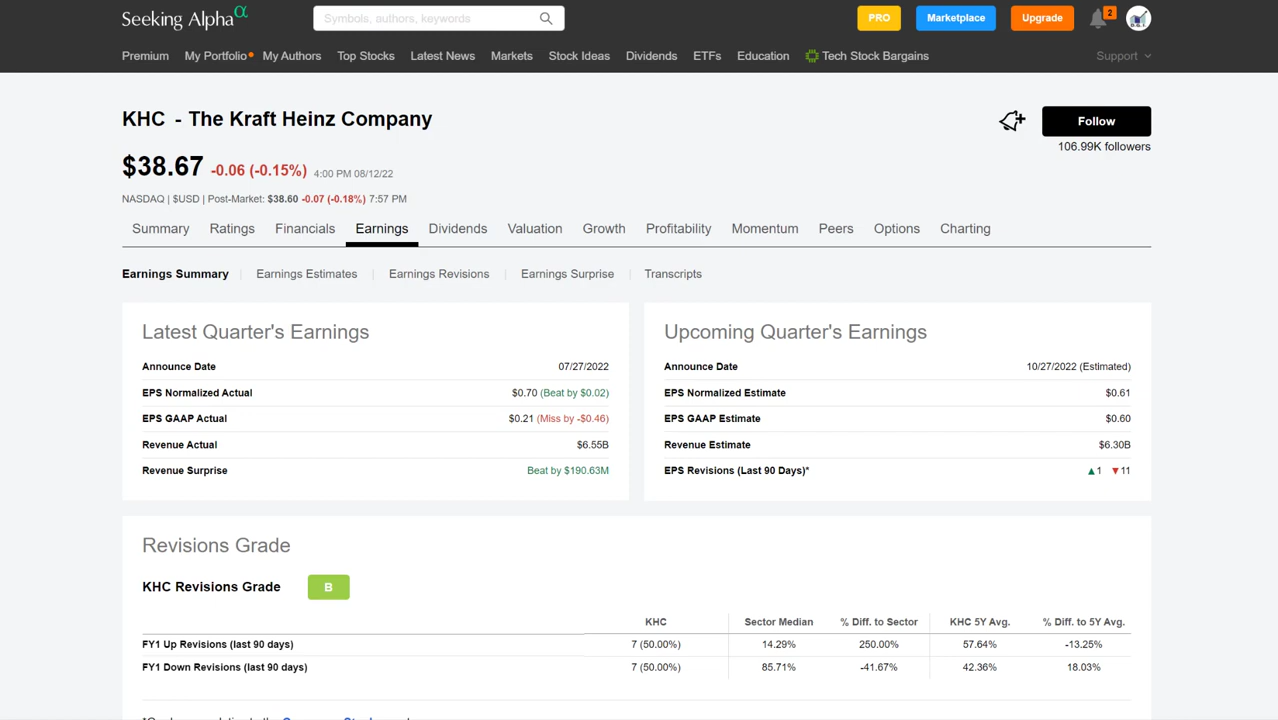 Seeking Alpha α
Symbols, authors, keywords
PRO
Marketplace
Upgrade
2
Premium My Portfolio My Authors Top Stocks Latest News Markets Stock Ideas Dividends ETFs Education Tech Stock Bargains Support
KHC - The Kraft Heinz Company
Follow
106.99K followers
$38.67 -0.06 (-0.15%) 4:00 PM 08/12/22
NASDAQ | $USD | Post-Market: $38.60 -0.07 (-0.18%) 7:57 PM
Summary Ratings Financials Earnings Dividends Valuation Growth Profitability Momentum Peers Options Charting
Earnings Summary | Earnings Estimates | Earnings Revisions | Earnings Surprise | Transcripts
Latest Quarter's Earnings
Announce Date 07/27/2022
EPS Normalized Actual $0.70 (Beat by $0.02)
EPS GAAP Actual $0.21 (Miss by -$0.46)
Revenue Actual $6.55B
Revenue Surprise Beat by $190.63M
Upcoming Quarter's Earnings
Announce Date 10/27/2022 (Estimated)
EPS Normalized Estimate $0.61
EPS GAAP Estimate $0.60
Revenue Estimate $6.30B
EPS Revisions (Last 90 Days)* ▲1 ▼11
Revisions Grade
KHC Revisions Grade B
KHC Sector Median % Diff. to Sector KHC 5Y Avg. % Diff. to 5Y Avg.
FY1 Up Revisions (last 90 days) 7 (50.00%) 14.29% 250.00% 57.64% -13.25%
FY1 Down Revisions (last 90 days) 7 (50.00%) 85.71% -41.67% 42.36% 18.03%